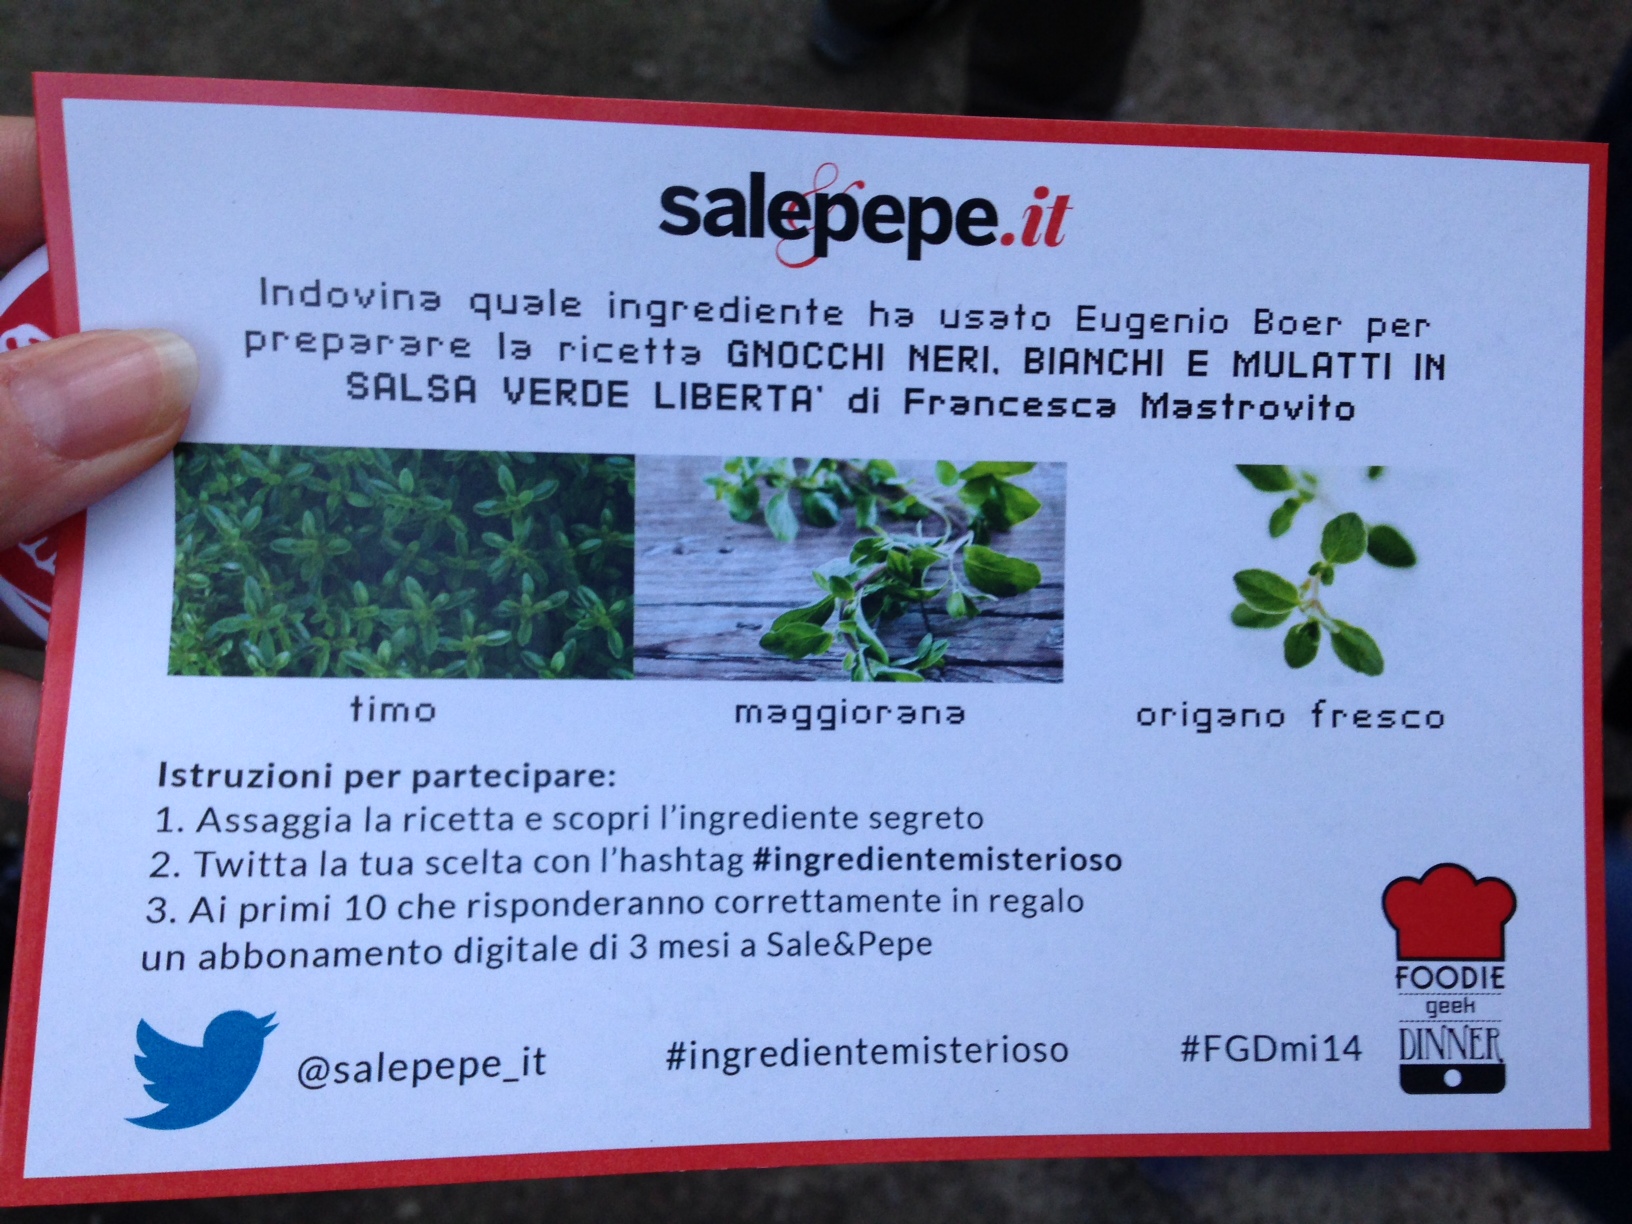 sale&pepe.it
Indovina quale ingrediente ha usato Eugenio Boer per
preparare la ricetta GNOCCHI NERI, BIANCHI E MULATTI IN
SALSA VERDE LIBERTA' di Francesca Mastrovito
timo
maggiorana
origano fresco
Istruzioni per partecipare:
1. Assaggia la ricetta e scopri l'ingrediente segreto
2. Twitta la tua scelta con l'hashtag #ingredientemisterioso
3. Ai primi 10 che risponderanno correttamente in regalo
un abbonamento digitale di 3 mesi a Sale&Pepe
@salepepe_it
#ingredientemisterioso
#FGDmi14
FOODIE
geek
DINNER